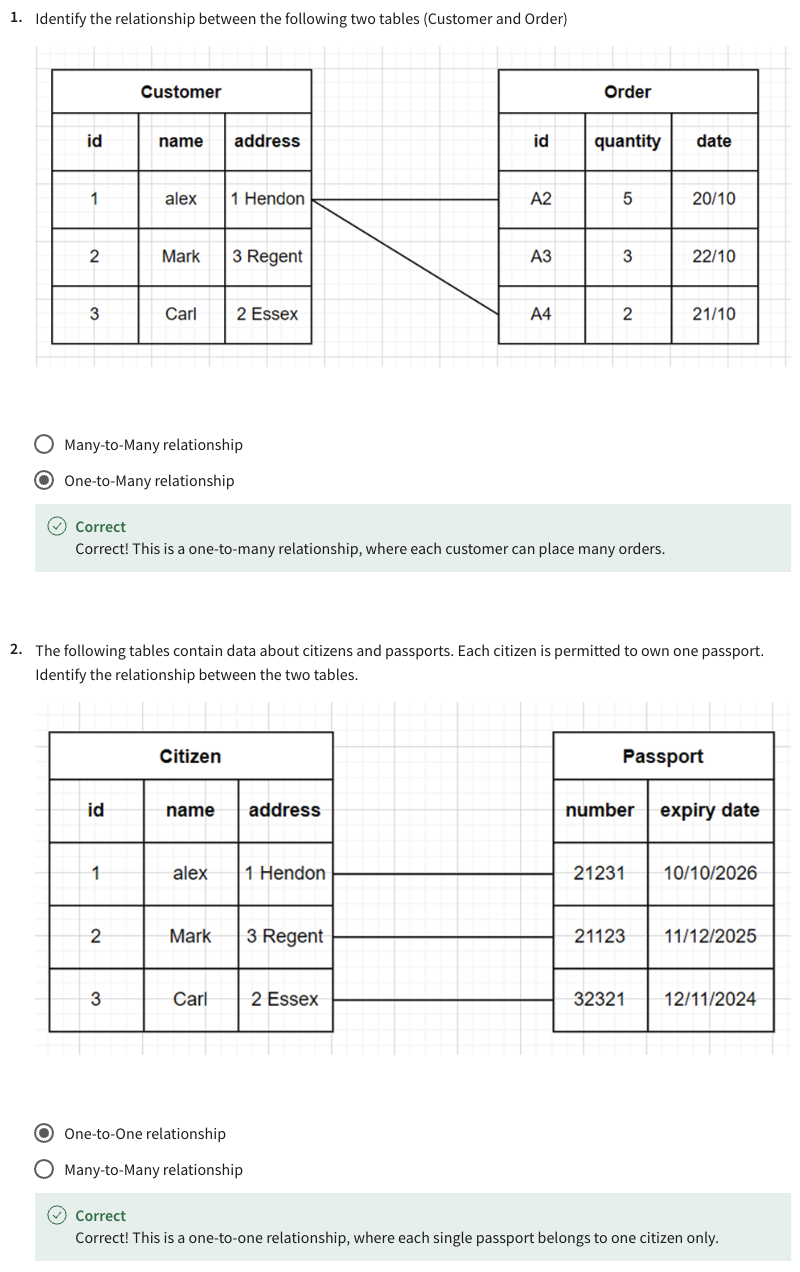 1. Identify the relationship between the following two tables (Customer and Order)
Customer
id name address
1 alex 1 Hendon
2 Mark 3 Regent
3 Carl 2 Essex
Order
id quantity date
A2 5 20/10
A3 3 22/10
A4 2 21/10
Many-to-Many relationship
One-to-Many relationship
Correct
Correct! This is a one-to-many relationship, where each customer can place many orders.
2. The following tables contain data about citizens and passports. Each citizen is permitted to own one passport.
Identify the relationship between the two tables.
Citizen
id name address
1 alex 1 Hendon
2 Mark 3 Regent
3 Carl 2 Essex
Passport
number expiry date
21231 10/10/2026
21123 11/12/2025
32321 12/11/2024
One-to-One relationship
Many-to-Many relationship
Correct
Correct! This is a one-to-one relationship, where each single passport belongs to one citizen only.